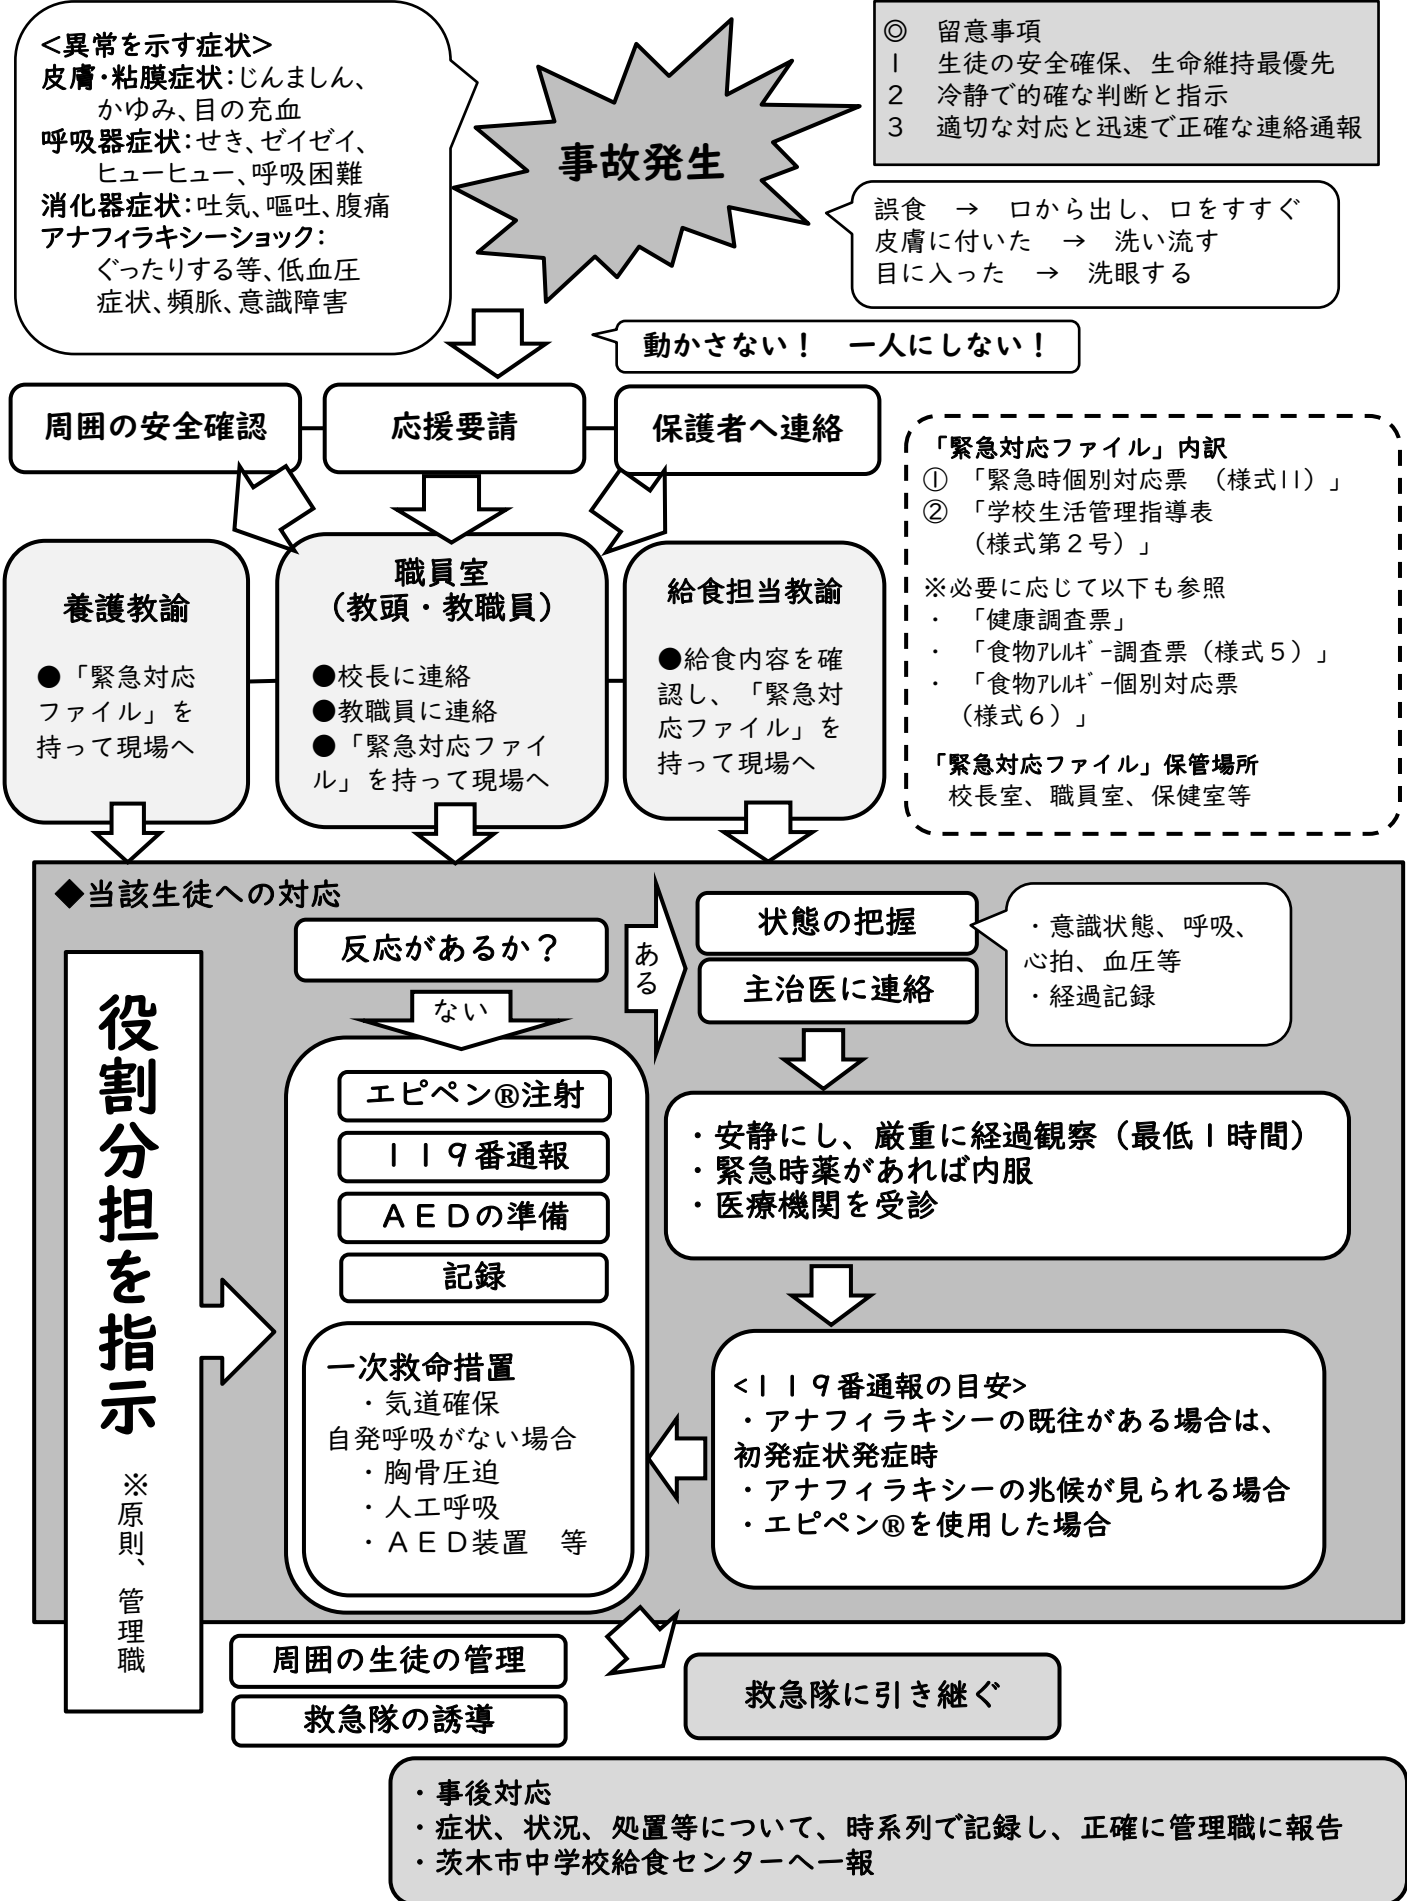 <異常を示す症状>
皮膚・粘膜症状：じんましん、
かゆみ、目の充血
呼吸器症状：せき、ゼイゼイ、
ヒューヒュー、呼吸困難
消化器症状：吐気、嘔吐、腹痛
アナフィラキシーショック：
ぐったりする等、低血圧
症状、頻脈、意識障害
事故発生
◎　留意事項
１　生徒の安全確保、生命維持最優先
２　冷静で的確な判断と指示
３　適切な対応と迅速で正確な連絡通報
誤食　→　口から出し、口をすすぐ
皮膚に付いた　→　洗い流す
目に入った　→　洗眼する
動かさない！　一人にしない！
周囲の安全確認
応援要請
保護者へ連絡
「緊急対応ファイル」内訳
①　「緊急時個別対応票　（様式11）」
②　「学校生活管理指導表
（様式第２号）」
※必要に応じて以下も参照
・　「健康調査票」
・　「食物ｱﾚﾙｷﾞｰ調査票（様式５）」
・　「食物ｱﾚﾙｷﾞｰ個別対応票
（様式６）」
「緊急対応ファイル」保管場所
校長室、職員室、保健室等
養護教諭
●「緊急対応
ファイル」を
持って現場へ
職員室
（教頭・教職員）
●校長に連絡
●教職員に連絡
●「緊急対応ファイ
ル」を持って現場へ
給食担当教諭
●給食内容を確
認し、「緊急対
応ファイル」を
持って現場へ
◆当該生徒への対応
役割分担を指示
※原則、管理職
反応があるか？
ある
ない
状態の把握
主治医に連絡
・意識状態、呼吸、
心拍、血圧等
・経過記録
エピペン®注射
１１９番通報
ＡＥＤの準備
記録
一次救命措置
・気道確保
自発呼吸がない場合
・胸骨圧迫
・人工呼吸
・ＡＥＤ装置　等
・安静にし、厳重に経過観察（最低１時間）
・緊急時薬があれば内服
・医療機関を受診
<１１９番通報の目安>
・アナフィラキシーの既往がある場合は、
初発症状発症時
・アナフィラキシーの兆候が見られる場合
・エピペン®を使用した場合
周囲の生徒の管理
救急隊の誘導
救急隊に引き継ぐ
・事後対応
・症状、状況、処置等について、時系列で記録し、正確に管理職に報告
・茨木市中学校給食センターへ一報